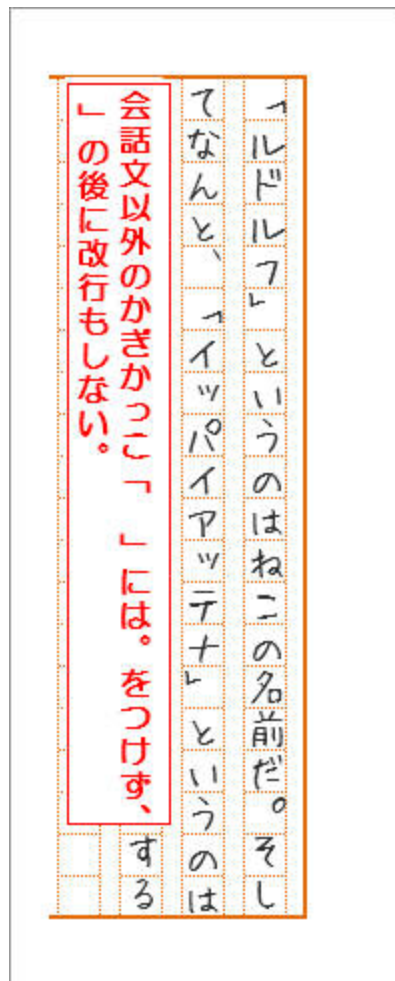 「ルドルフ」というのはねこの名前だ。そし
てなんと、「イッパイアッテナ」というのは
する
会話文以外のかぎかっこ「　」には。をつけず、
」の後に改行もしない。